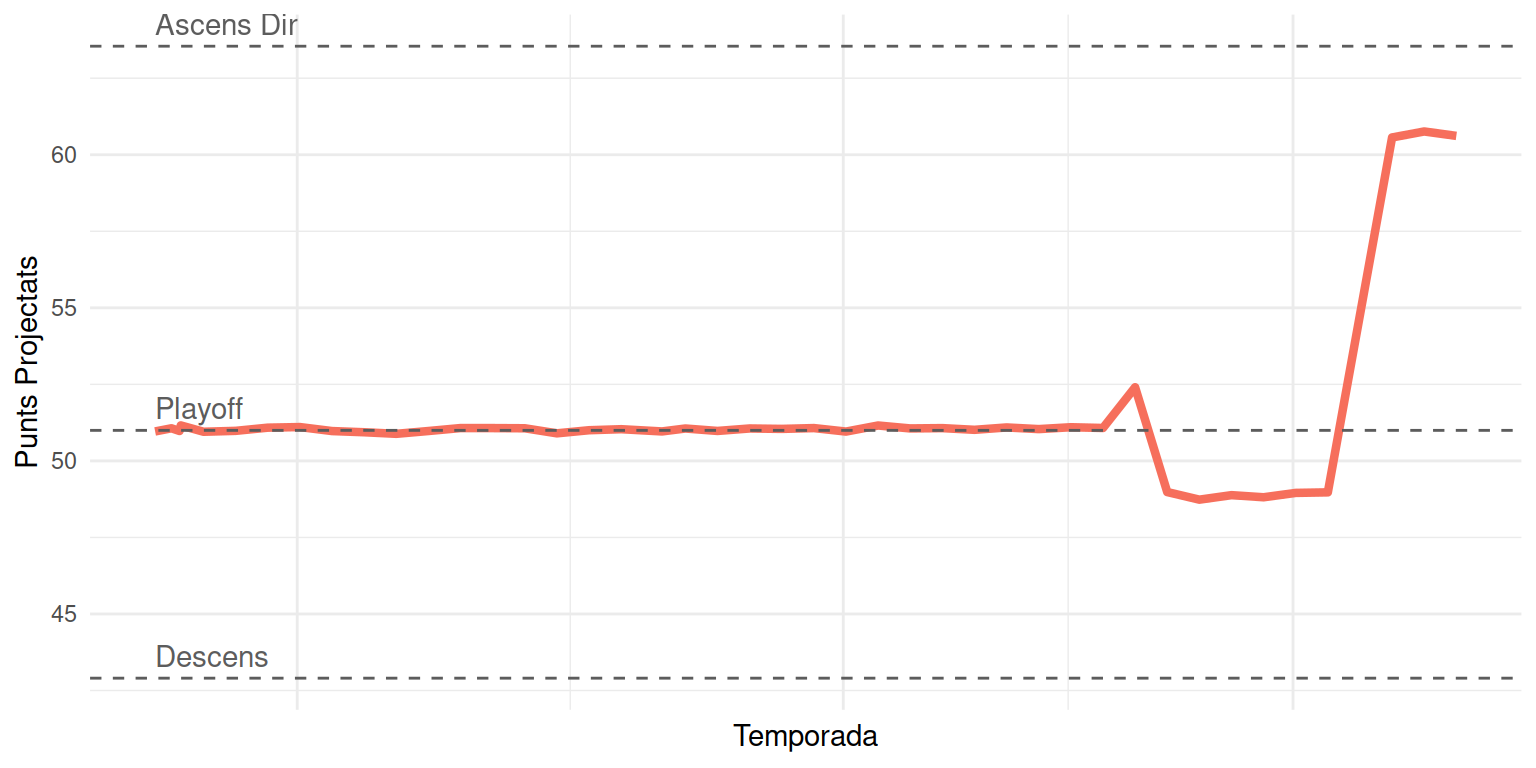 Ascens Dir
60
55
Playoff
50
45
Descens
Punts Projectats
Temporada